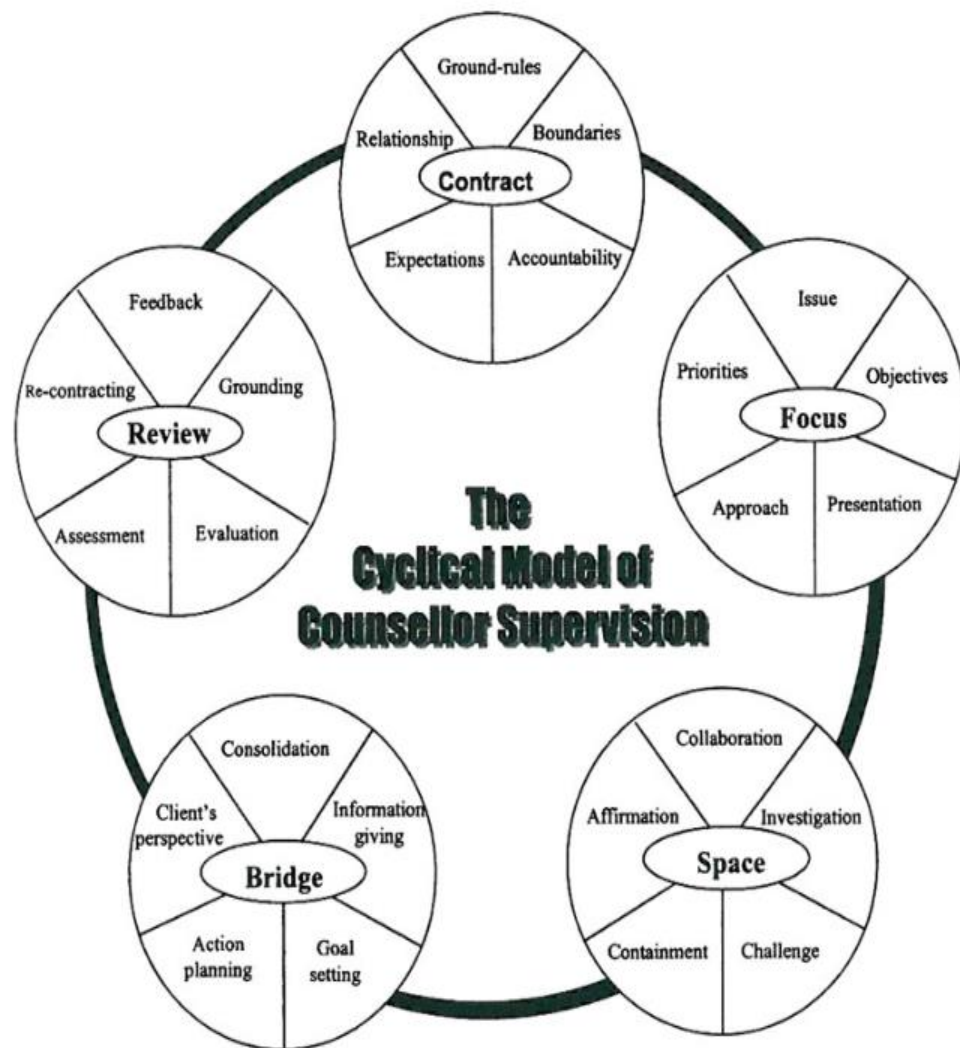 Ground-rules
Relationship
Boundaries
Contract
Expectations
Accountability
Feedback
Re-contracting
Grounding
Review
Assessment
Evaluation
Issue
Priorities
Objectives
Focus
Approach
Presentation
The
Cyclical Model of
Counsellor Supervision
Consolidation
Client's
perspective
Information
giving
Bridge
Action
planning
Goal
setting
Collaboration
Affirmation
Investigation
Space
Containment
Challenge